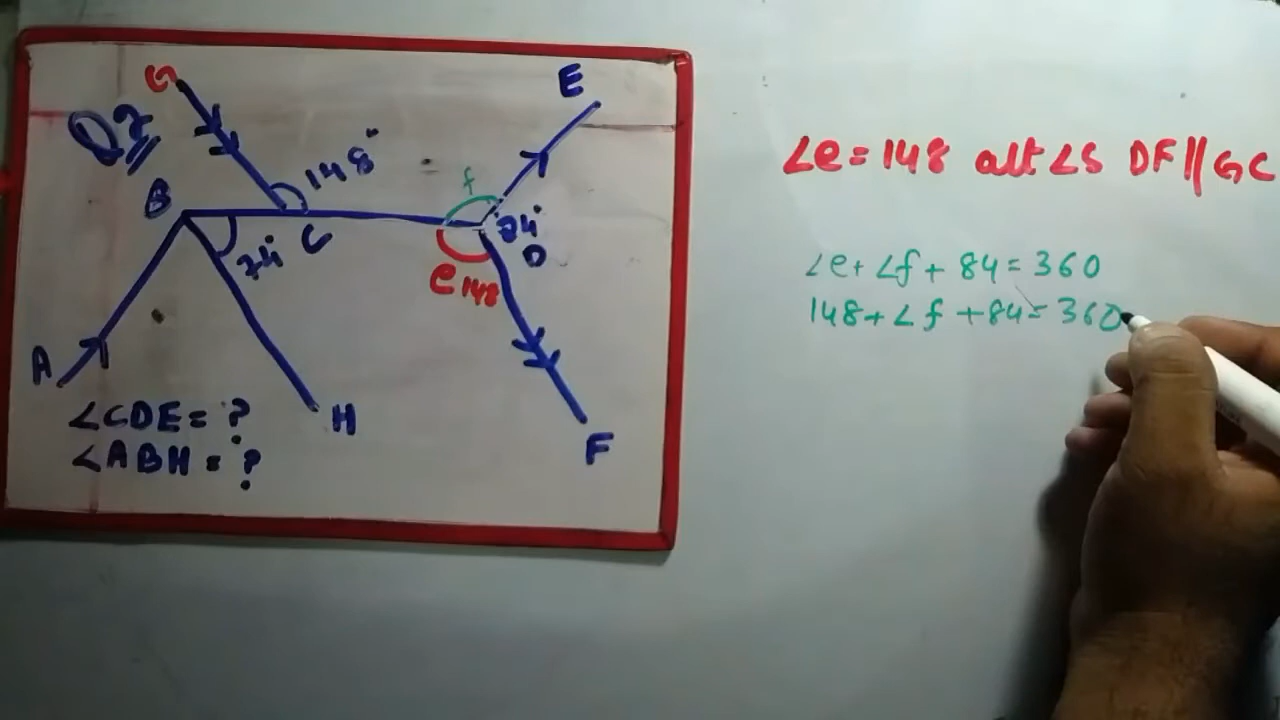 Q2
G
148°
E
B
C
74°
f
84°
D
e 148
A
H
F
∠CDE = ?
∠ABH = ?
∠e = 148 alt ∠s DF || GC
∠e + ∠f + 84 = 360
148 + ∠f + 84 = 360